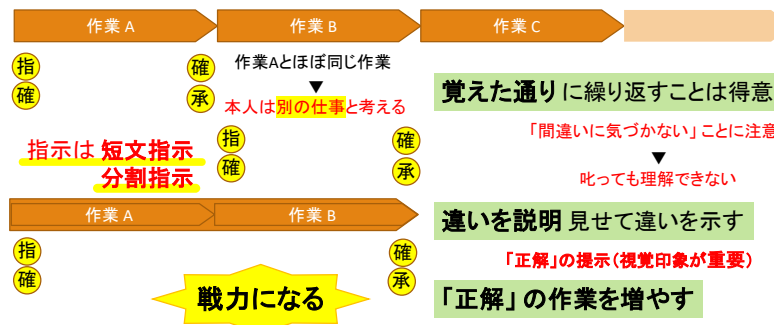 作業 A
作業 B
作業 C
指
確
確
承
作業Aとほぼ同じ作業
▼
本人は別の仕事と考える
指
確
確
承
指示は 短文指示
分割指示
覚えた通り に繰り返すことは得意
「間違いに気づかない」ことに注意
▼
叱っても理解できない
作業 A
作業 B
指
確
確
承
戦力になる
違いを説明 見せて違いを示す
「正解」の提示(視覚印象が重要)
「正解」の作業を増やす